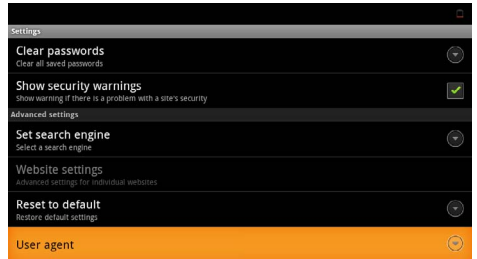 Settings
Clear passwords
Clear all saved passwords
Show security warnings
Show warning if there is a problem with a site's security
Advanced settings
Set search engine
Select a search engine
Website settings
Advanced settings for individual websites
Reset to default
Restore default settings
User agent